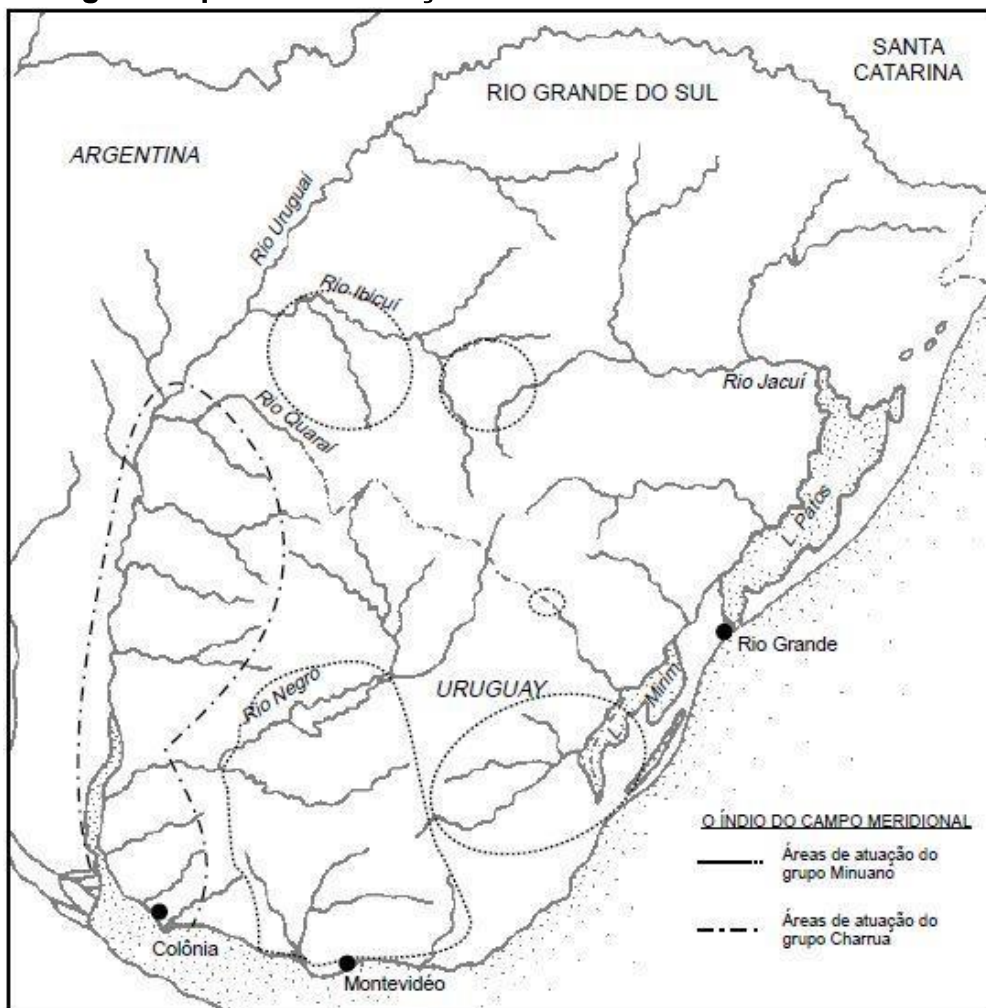 SANTA
CATARINA
RIO GRANDE DO SUL
ARGENTINA
Rio Uruguai
Rio Ibicuí
Rio Jacuí
Rio Quaraí
L. Patos
Rio Grande
L. Mirim
URUGUAY
Rio Negro
O ÍNDIO DO CAMPO MERIDIONAL
Áreas de atuação do
grupo Minuano
Áreas de atuação do
grupo Charrua
Colônia
Montevidéo